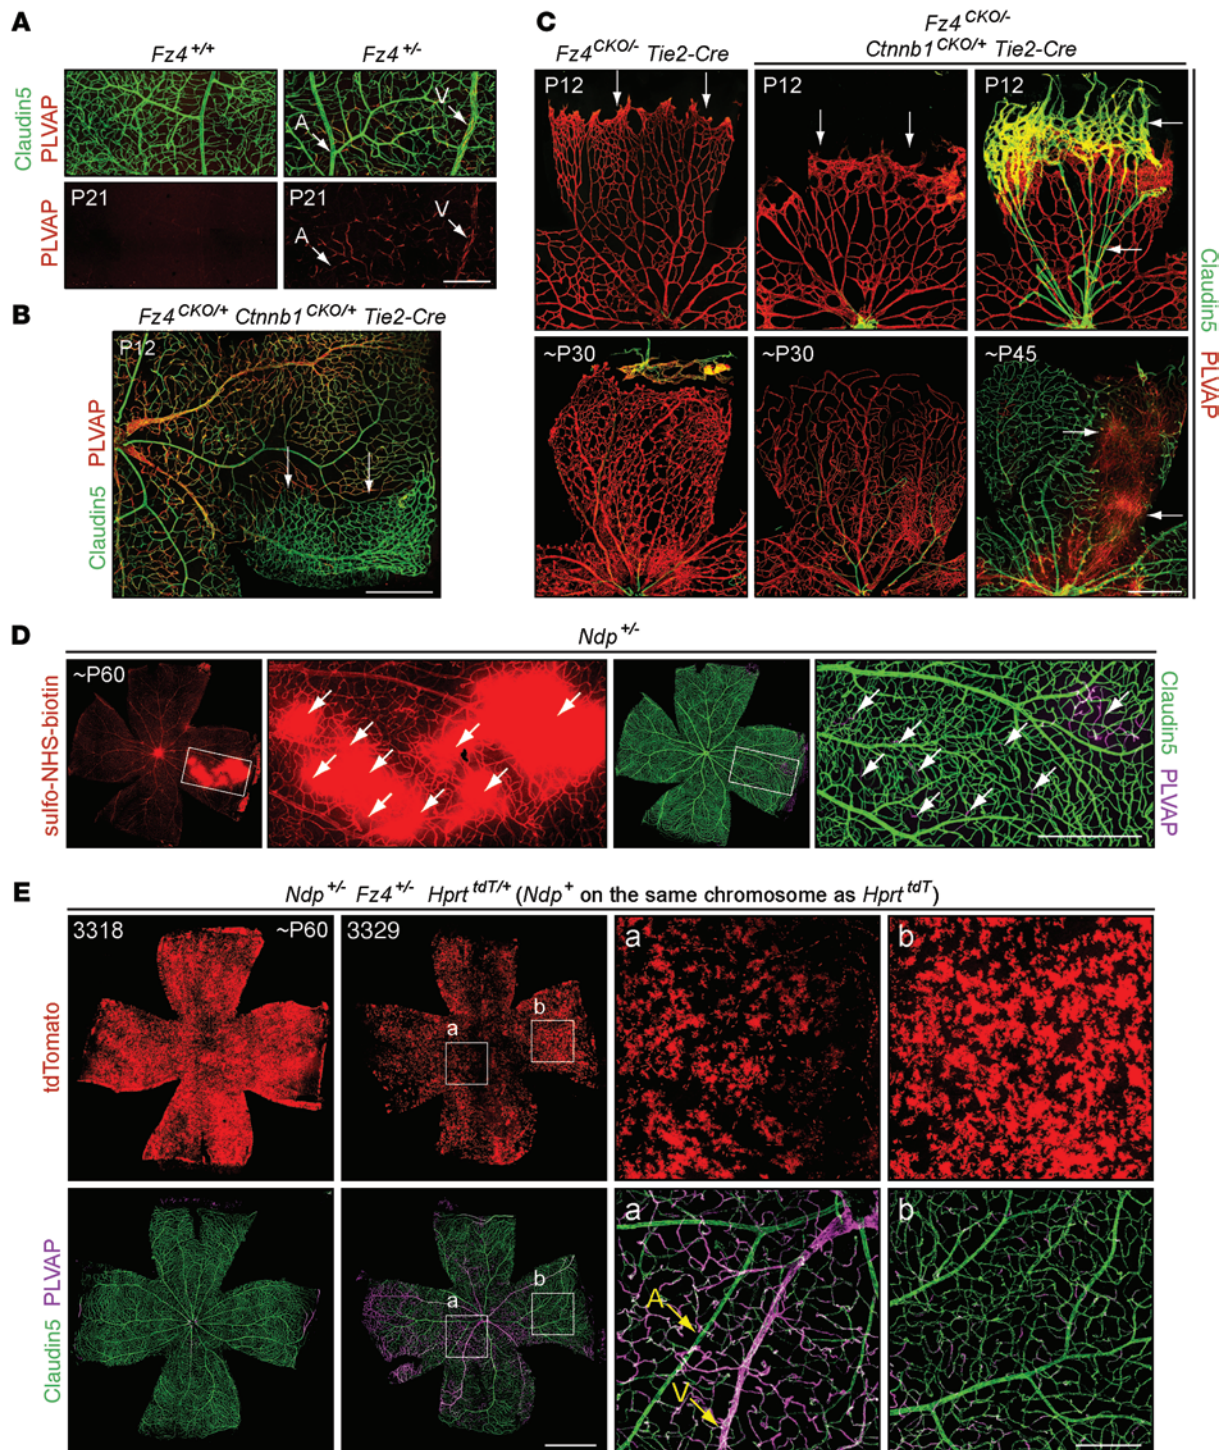 A
Fz4+/+
Fz4+/-
Claudin5
PLVAP
A
V
PLVAP
P21
P21
A
V
B
Fz4CKO/+ Ctnnb1CKO/+ Tie2-Cre
P12
Claudin5 PLVAP
C
Fz4CKO/- Tie2-Cre
Fz4CKO/-
Ctnnb1CKO/+ Tie2-Cre
P12
P12
P12
~P30
~P30
~P45
Claudin5 PLVAP
D
Ndp+/-
sulfo-NHS-biotin
~P60
Claudin5 PLVAP
E
Ndp+/- Fz4+/- HprttdT/+ (Ndp+ on the same chromosome as HprttdT)
tdTomato
3318
~P60
3329
a
b
a
b
Claudin5 PLVAP
a
b
a
A
V
b